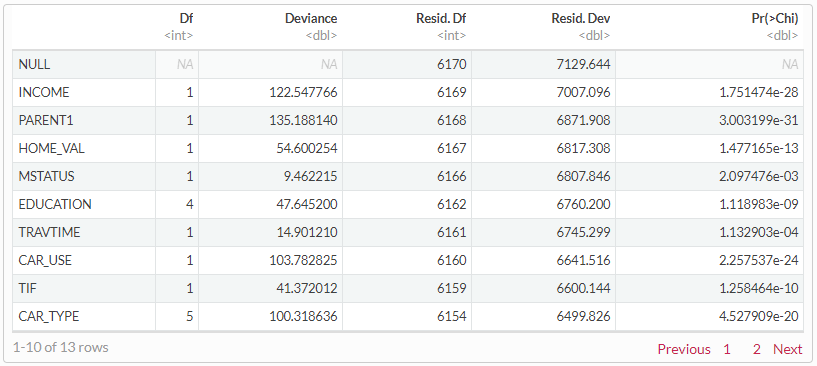 Df Deviance Resid. Df Resid. Dev Pr(>Chi)
<int> <dbl> <int> <dbl> <dbl>
NULL NA NA 6170 7129.644 NA
INCOME 1 122.547766 6169 7007.096 1.751474e-28
PARENT1 1 135.188140 6168 6871.908 3.003199e-31
HOME_VAL 1 54.600254 6167 6817.308 1.477165e-13
MSTATUS 1 9.462215 6166 6807.846 2.097476e-03
EDUCATION 4 47.645200 6162 6760.200 1.118983e-09
TRAVTIME 1 14.901210 6161 6745.299 1.132903e-04
CAR_USE 1 103.782825 6160 6641.516 2.257537e-24
TIF 1 41.372012 6159 6600.144 1.258464e-10
CAR_TYPE 5 100.318636 6154 6499.826 4.527909e-20
1-10 of 13 rows Previous 1 2 Next